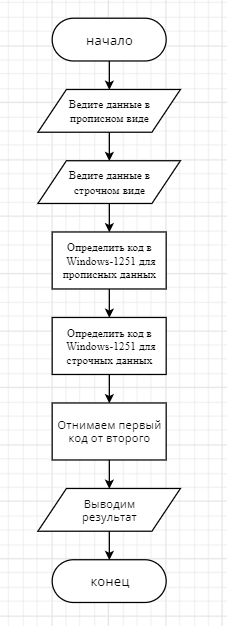 начало
Ведите данные в
прописном виде
Ведите данные в
строчном виде
Определить код в
Windows-1251 для
прописных данных
Определить код в
Windows-1251 для
строчных данных
Отнимаем первый
код от второго
Выводим
результат
конец